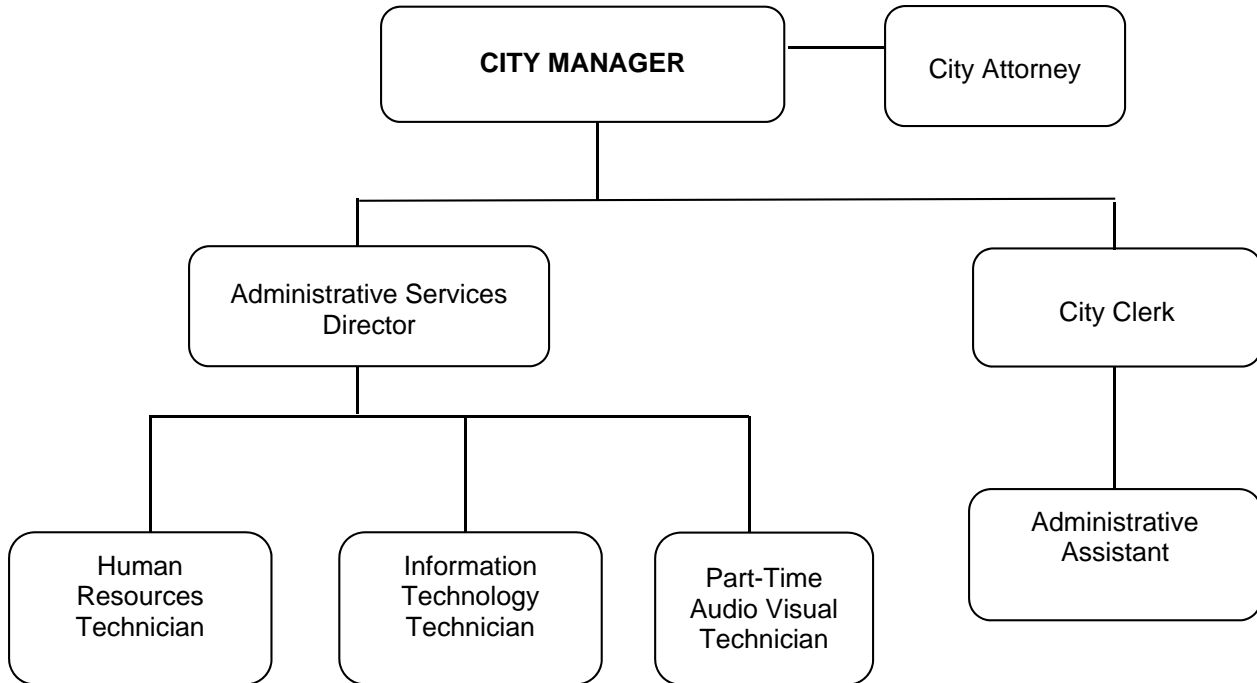 CITY MANAGER
City Attorney
Administrative Services
Director
City Clerk
Human
Resources
Technician
Information
Technology
Technician
Part-Time
Audio Visual
Technician
Administrative
Assistant